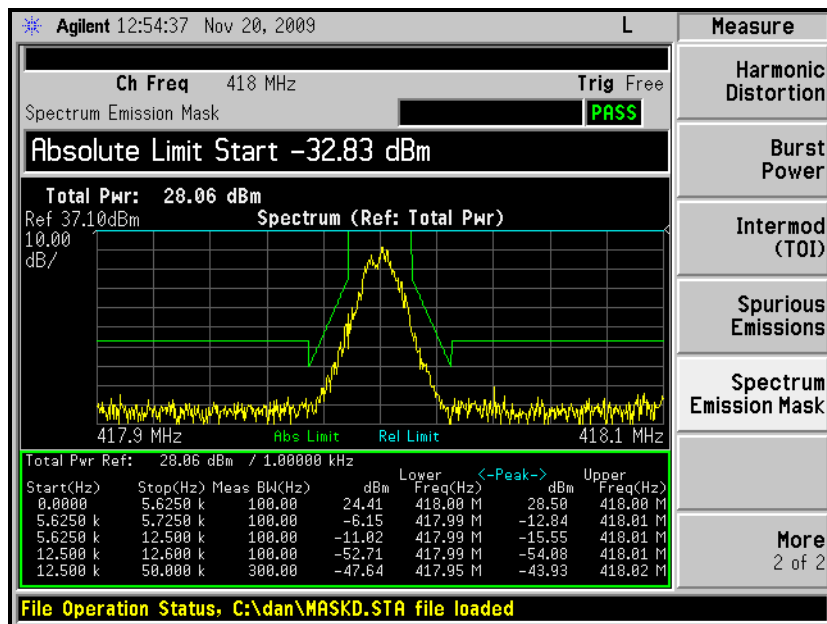 Agilent 12:54:37 Nov 20, 2009 L
Measure
Ch Freq 418 MHz Trig Free
Spectrum Emission Mask PASS
Absolute Limit Start -32.83 dBm
Total Pwr: 28.06 dBm
Ref 37.10dBm Spectrum (Ref: Total Pwr)
10.00
dB/
417.9 MHz Abs Limit Rel Limit 418.1 MHz
Total Pwr Ref: 28.06 dBm / 1.00000 kHz
Lower <-Peak-> Upper
Start(Hz) Stop(Hz) Meas BW(Hz) dBm Freq(Hz) dBm Freq(Hz)
0.0000 5.6250 k 100.00 24.41 418.00 M 28.50 418.00 M
5.6250 k 5.7250 k 100.00 -6.15 417.99 M -12.84 418.01 M
5.6250 k 12.500 k 100.00 -11.02 417.99 M -15.55 418.01 M
12.500 k 12.600 k 100.00 -52.71 417.99 M -54.08 418.01 M
12.500 k 50.000 k 300.00 -47.64 417.95 M -43.93 418.02 M
File Operation Status, C:\dan\MASKD.STA file loaded
Harmonic
Distortion
Burst
Power
Intermod
(TOI)
Spurious
Emissions
Spectrum
Emission Mask
More
2 of 2